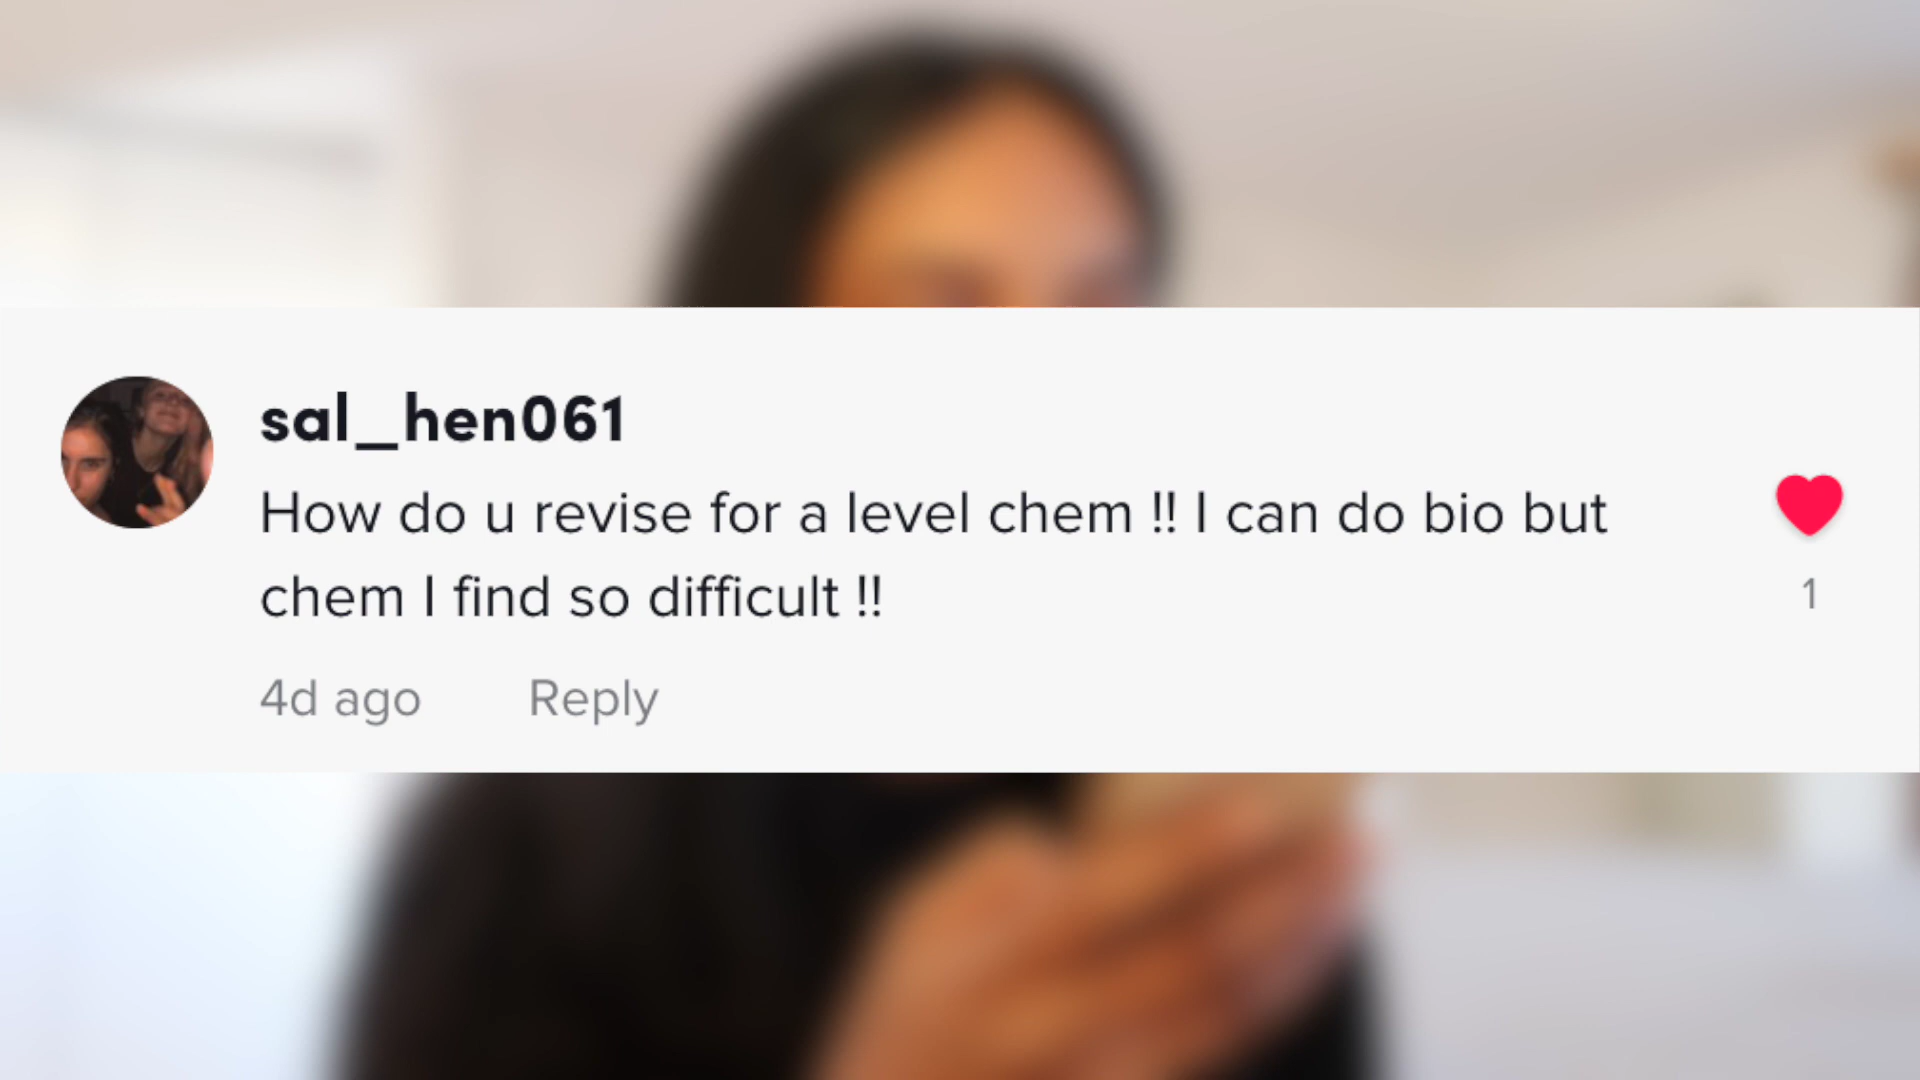 sal_hen061
How do u revise for a level chem !! I can do bio but
chem I find so difficult !!
1
4d ago Reply